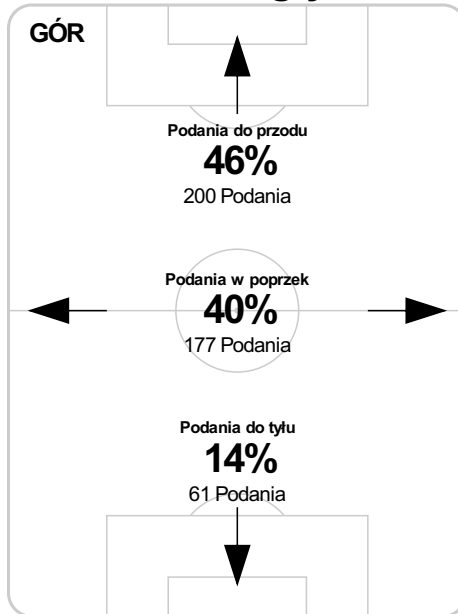 GÓR
Podania do przodu
46%
200 Podania
Podania w poprzek
40%
177 Podania
Podania do tyłu
14%
61 Podania